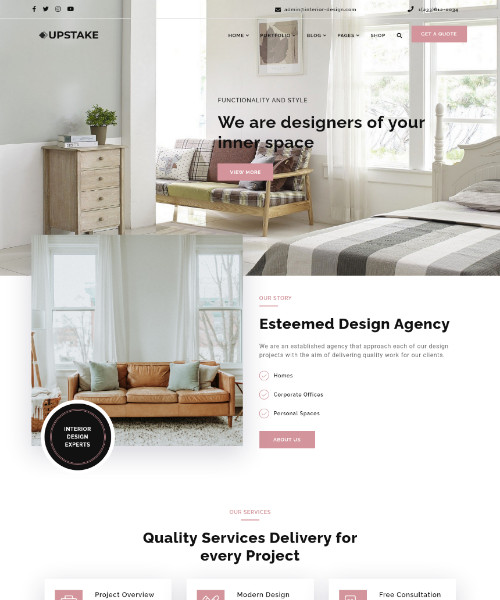 admin@interior-design.com
UPSTAKE
HOME
PORTFOLIO
BLOG
PAGES
SHOP
GET A QUOTE
FUNCTIONALITY AND STYLE
We are designers of your
inner space
VIEW MORE
OUR STORY
Esteemed Design Agency
We are an established agency that approach each of our design
projects with the aim of delivering quality work for our clients.
Homes
Corporate Offices
Personal Spaces
ABOUT US
INTERIOR
DESIGN
EXPERTS
OUR SERVICES
Quality Services Delivery for
every Project
Project Overview
Modern Design
Free Consultation